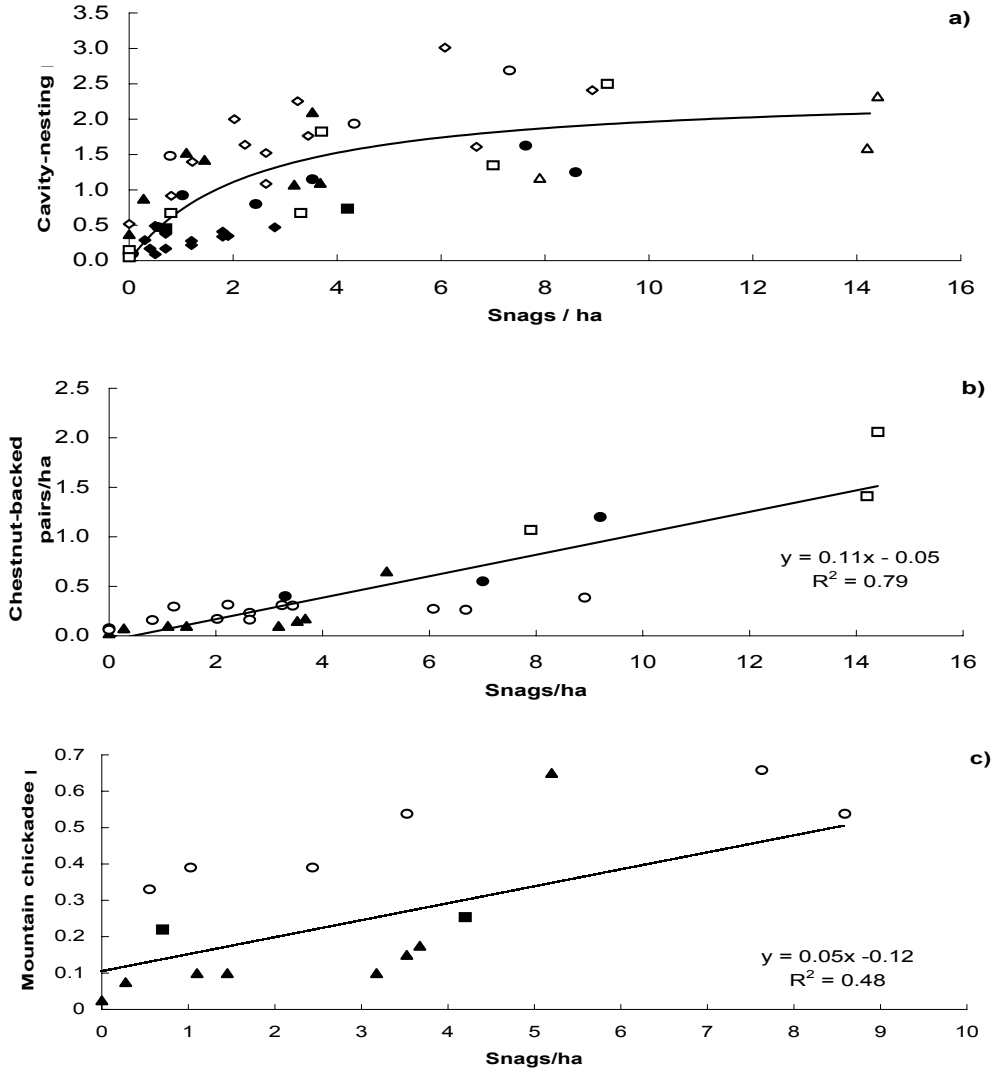 a)
Cavity-nesting
3.5
3.0
2.5
2.0
1.5
1.0
0.5
0.0
0 2 4 6 8 10 12 14 16
Snags / ha
b)
Chestnut-backed
pairs/ha
2.5
2.0
1.5
1.0
0.5
0.0
y = 0.11x - 0.05
R² = 0.79
0 2 4 6 8 10 12 14 16
Snags/ha
c)
Mountain chickadee
0.7
0.6
0.5
0.4
0.3
0.2
0.1
0
y = 0.05x -0.12
R² = 0.48
0 1 2 3 4 5 6 7 8 9 10
Snags/ha